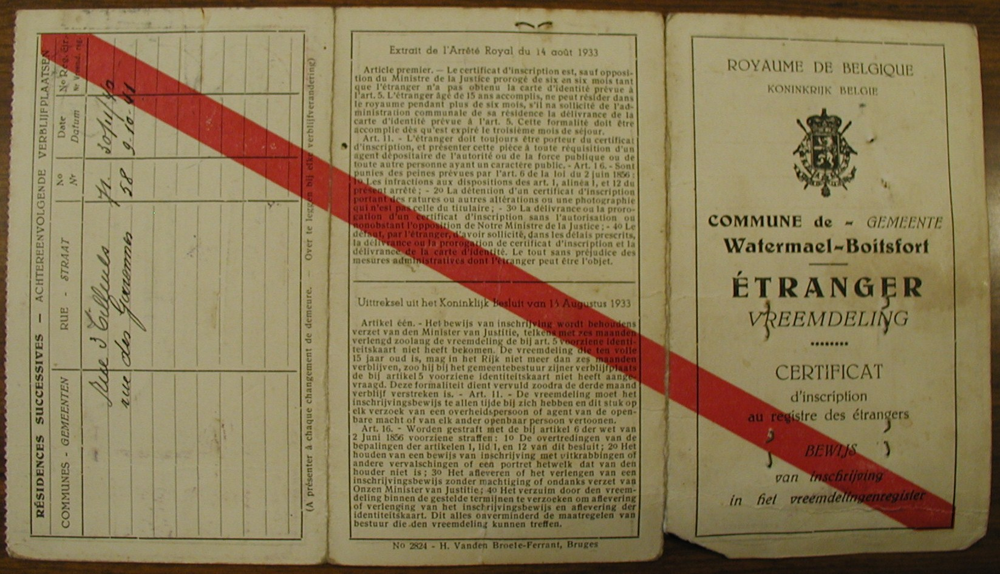 RÉSIDENCES SUCCESSIVES — ACHTEREENVOLGENDE VERBLIJFPLAATSEN
COMMUNES - GEMEENTEN
RUE - STRAAT
No
Nr
Date
Datum
No Reg. étr.
Nr Vreemd. reg.
3 Tilleuls 71. 30/11/40
rue des Garennes 58 9-10-41
(A présenter à chaque changement de demeure. — Over te leggen bij elke verblijfverandering)
Extrait de l'Arrêté Royal du 14 août 1933
Article premier. — Le certificat d'inscription est, sauf opposi-
tion du Ministre de la Justice prorogé de six en six mois tant
que l'étranger n'a pas obtenu la carte d'identité prévue à
l'art. 5. L'étranger âgé de 15 ans accomplis, ne peut résider dans
le royaume pendant plus de six mois, s'il na sollicité de l'ad-
ministration communale de sa résidence la délivrance de la
carte d'identité prévue à l'art. 5. Cette formalité doit être
accomplie dès qu'est expiré le troisième mois de séjour.
Art. 11. - L'étranger doit toujours être porteur du certificat
d'inscription, et présenter cette pièce à toute réquisition d'un
agent dépositaire de l'autorité ou de la force publique ou de
toute autre personne ayant un caractère public. - Art. 16. - Sont
punies des peines prévues par l'art. 6 de la loi du 2 juin 1856 :
1o Les infractions aux dispositions des art. 1, alinéa 1, et 12 du
présent arrêté ; - 2o La détention d'un certificat d'inscription
portant des ratures ou autres altérations ou une photographie
qui n'est pas celle du titulaire ; - 3o La délivrance ou la proro-
gation d'un certificat d'inscription sans l'autorisation ou
nonobstant l'opposition de Notre Ministre de la Justice ; - 4o Le
défaut, par l'étranger, d'avoir sollicité, dans les délais prescrits,
la délivrance ou la prorogation de certificat d'inscription et la
délivrance de la carte d'identité. Le tout sans préjudice des
mesures administratives dont l'étranger peut être l'objet.
Uittreksel uit het Koninklijk Besluit van 14 Augustus 1933
Artikel één. - Het bewijs van inschrijving wordt behoudens
verzet van den Minister van Justitie, telkens met zes maanden
verlengd zoolang de vreemdeling de bij art. 5 voorziene identi-
teitskaart niet heeft bekomen. De vreemdeling die ten volle
15 jaar oud is, mag in het Rijk niet meer dan zes maanden
verblijven, zoo hij bij het gemeentebestuur zijner verblijfplaats
de bij artikel 5 voorziene identiteitskaart niet heeft aange-
vraagd. Deze formaliteit dient vervuld zoodra de derde maand
verblijf verstreken is. - Art. 11. - De vreemdeling moet het
inschrijvingsbewijs te allen tijde bij zich hebben en dit stuk op
elk verzoek van een overheidspersoon of agent van de open-
bare macht of van elk ander openbaar persoon vertoonen.
Art. 16. - Worden gestraft met de bij artikel 6 der wet van
2 Juni 1856 voorziene straffen : 1o De overtredingen van de
bepalingen der artikelen 1, lid 1, en 12 van dit besluit ; 2o Het
houden van een bewijs van inschrijving met uitkrabbingen of
andere vervalschingen of een portret hetwelk dat van den
houder niet is ; 3o Het afleveren of het verlengen van een
inschrijvingsbewijs zonder machtiging of ondanks verzet van
Onzen Minister van Justitie ; 4o Het verzuim door den vreem-
deling binnen de gestelde termijnen te verzoeken om aflevering
of verlenging van het inschrijvingsbewijs en aflevering der
identiteitskaart. Dit alles onverminderd de maatregelen van
bestuur die den vreemdeling kunnen treffen.
No 2824 - H. Vanden Broele-Ferrant, Bruges
ROYAUME DE BELGIQUE
KONINKRIJK BELGIE
COMMUNE de - GEMEENTE
Watermael-Boitsfort
ÉTRANGER
VREEMDELING
CERTIFICAT
d'inscription
au registre des étrangers
BEWIJS
van inschrijving
in het vreemdelingenregister